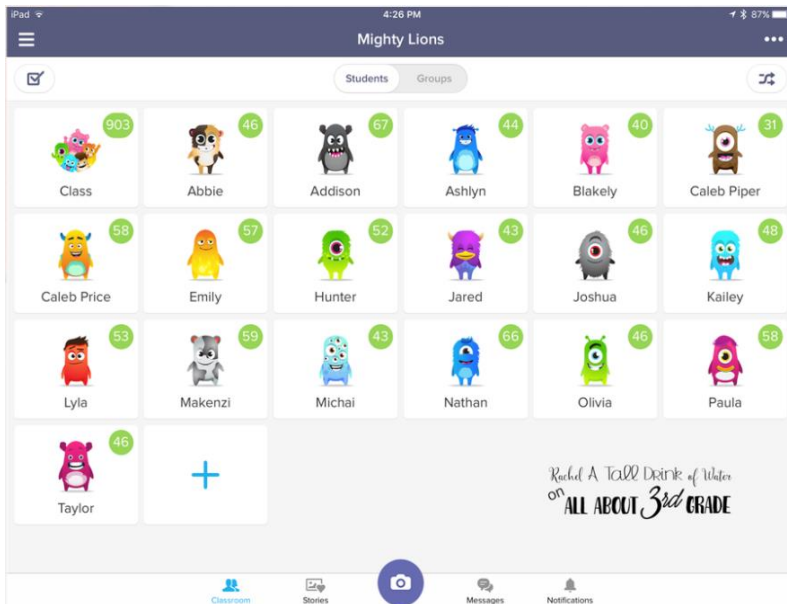 iPad 4:26 PM 87%
Mighty Lions
Students Groups
903 46 67 44 40 31
Class Abbie Addison Ashlyn Blakely Caleb Piper
58 57 52 43 46 48
Caleb Price Emily Hunter Jared Joshua Kailey
53 59 43 66 46 58
Lyla Makenzi Michai Nathan Olivia Paula
46
Taylor
Rachel A Tall Drink of Water
on ALL ABOUT 3rd GRADE
Classroom Stories Messages Notifications